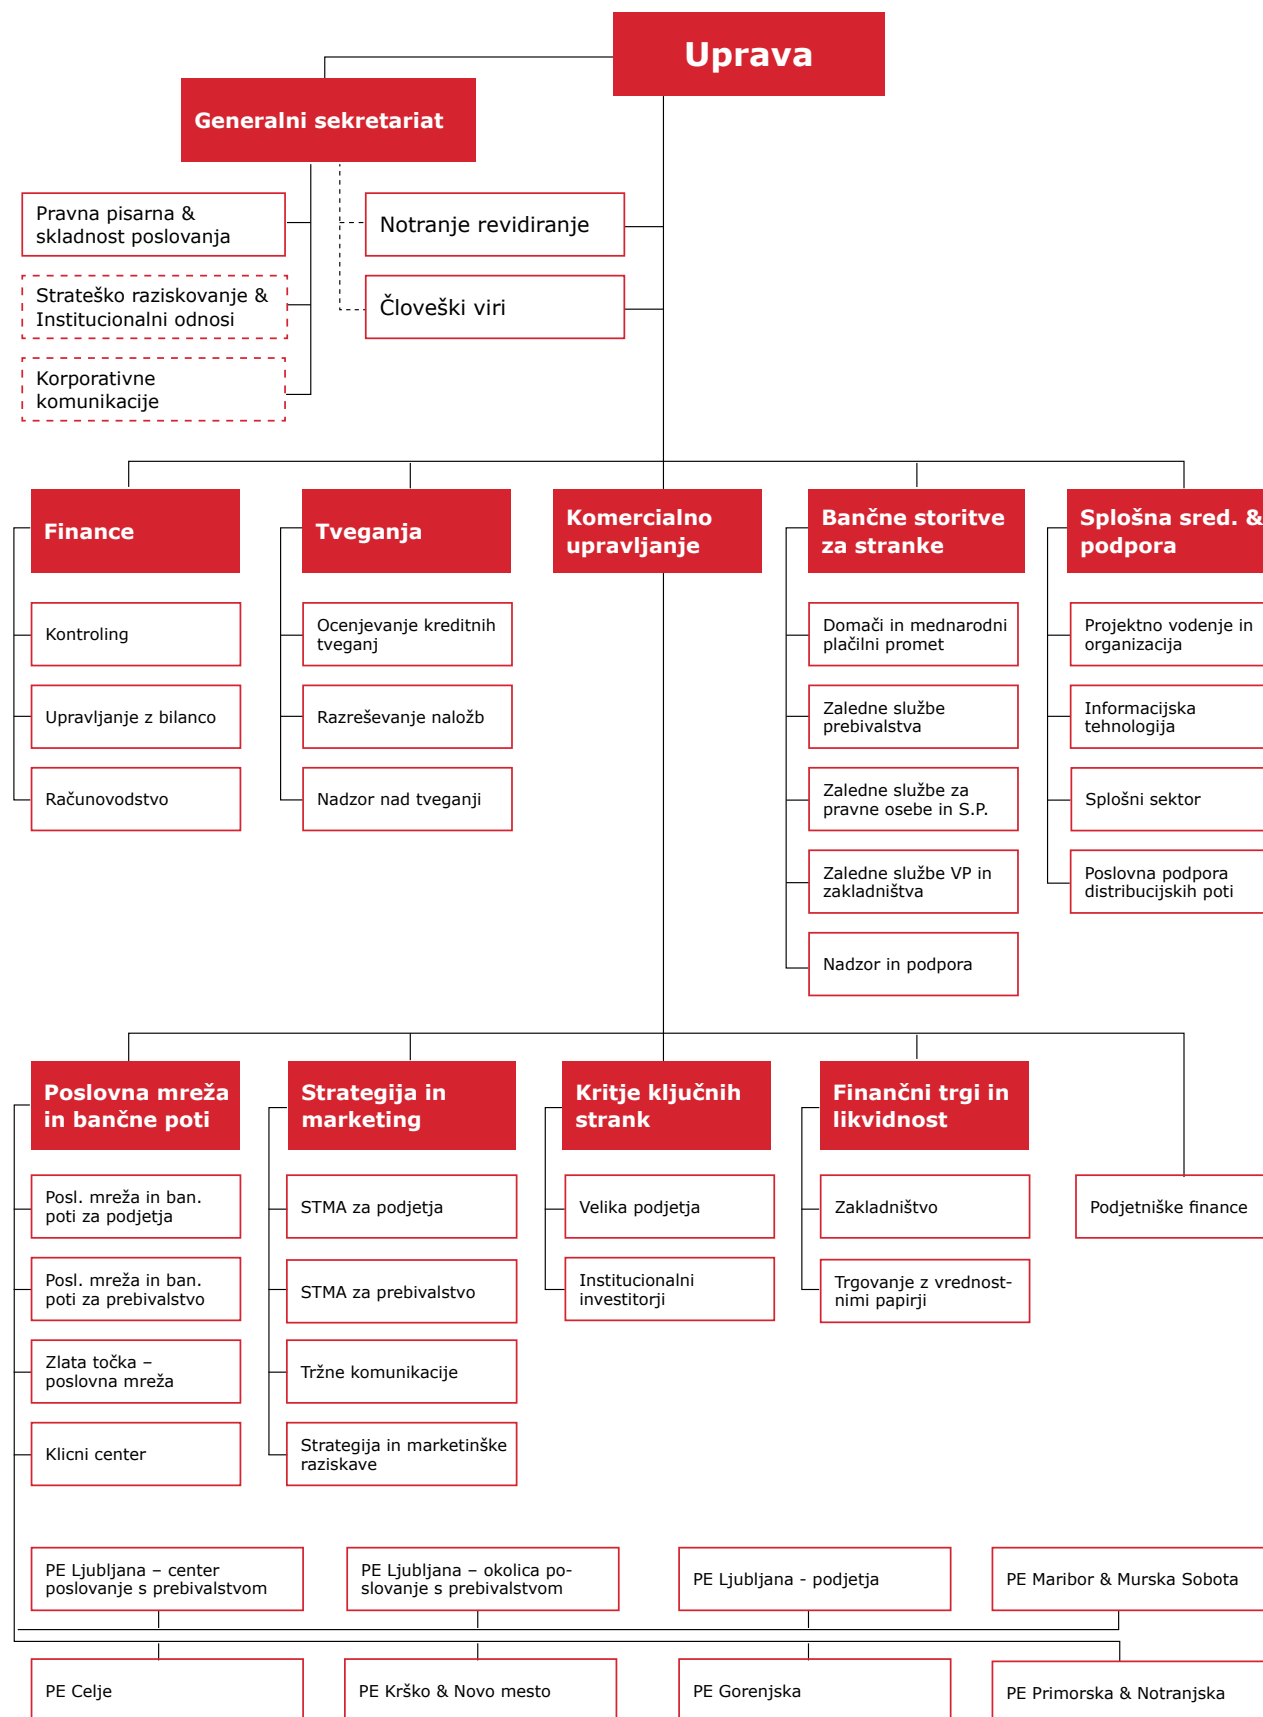 Uprava
Generalni sekretariat
Pravna pisarna &
skladnost poslovanja
Notranje revidiranje
Strateško raziskovanje &
Institucionalni odnosi
Človeški viri
Korporativne
komunikacije
Finance
Tveganja
Komercialno
upravljanje
Bančne storitve
za stranke
Splošna sred. &
podpora
Kontroling
Upravljanje z bilanco
Računovodstvo
Ocenjevanje kreditnih
tveganj
Razreševanje naložb
Nadzor nad tveganji
Domači in mednarodni
plačilni promet
Zaledne službe
prebivalstva
Zaledne službe za
pravne osebe in S.P.
Zaledne službe VP in
zakladništva
Nadzor in podpora
Projektno vodenje in
organizacija
Informacijska
tehnologija
Splošni sektor
Poslovna podpora
distribucijskih poti
Poslovna mreža
in bančne poti
Strategija in
marketing
Kritje ključnih
strank
Finančni trgi in
likvidnost
Posl. mreža in ban.
poti za podjetja
Posl. mreža in ban.
poti za prebivalstvo
Zlata točka –
poslovna mreža
Klicni center
STMA za podjetja
STMA za prebivalstvo
Tržne komunikacije
Strategija in marketinške
raziskave
Velika podjetja
Institucionalni
investitorji
Zakladništvo
Trgovanje z vrednost-
nimi papirji
Podjetniške finance
PE Ljubljana – center
poslovanje s prebivalstvom
PE Ljubljana – okolica po-
slovanje s prebivalstvom
PE Ljubljana - podjetja
PE Maribor & Murska Sobota
PE Celje
PE Krško & Novo mesto
PE Gorenjska
PE Primorska & Notranjska